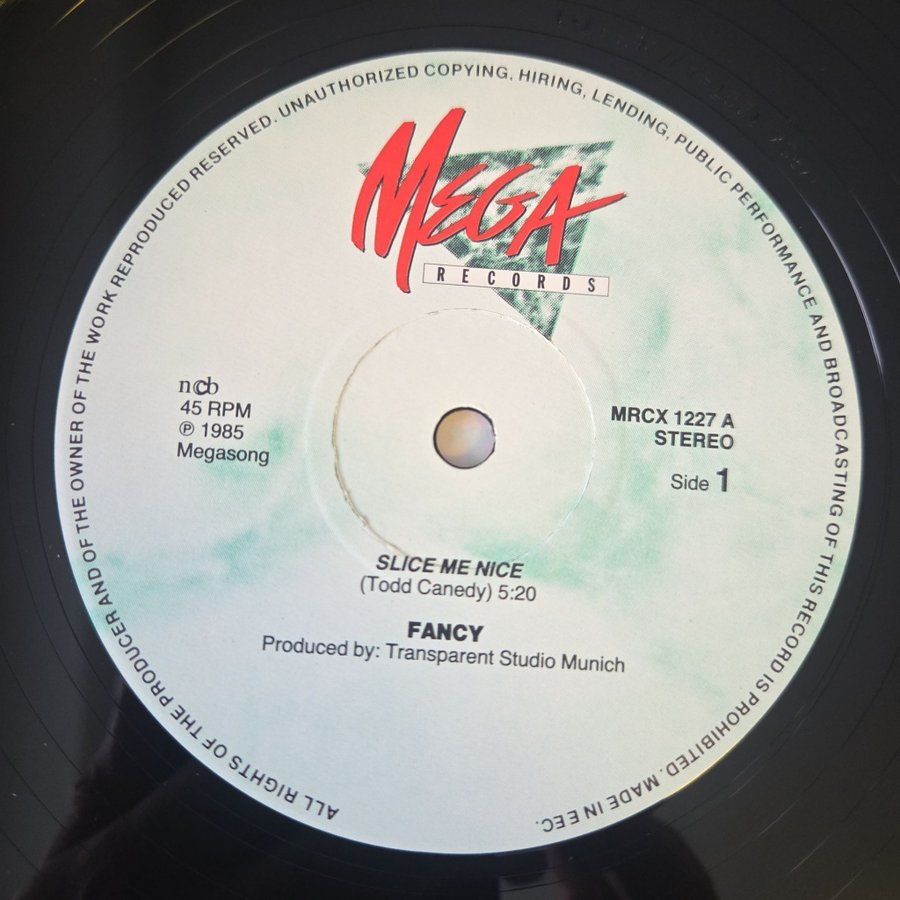 ALL RIGHTS OF THE PRODUCER AND OF THE OWNER OF THE WORK REPRODUCED RESERVED. UNAUTHORIZED COPYING, HIRING, LENDING, PUBLIC PERFORMANCE AND BROADCASTING OF THIS RECORD IS PROHIBITED. MADE IN EEC.
MEGA
RECORDS
ncb
45 RPM
℗ 1985
Megasong
MRCX 1227 A
STEREO
Side 1
SLICE ME NICE
(Todd Canedy) 5:20
FANCY
Produced by: Transparent Studio Munich